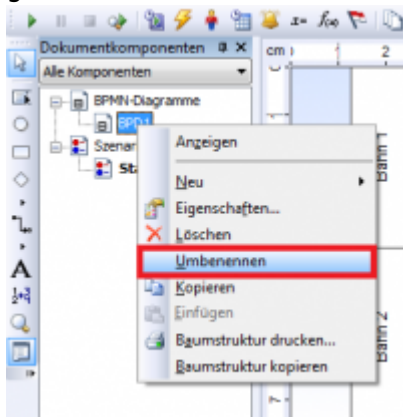 Dokumentkomponenten
cm
2
Alle Komponenten
BPMN-Diagramme
BPD1
Szenar
Sta
Anzeigen
Neu
Eigenschaften...
Löschen
Umbenennen
Kopieren
Einfügen
Baumstruktur drucken...
Baumstruktur kopieren
Bahn 1
Bahn 2